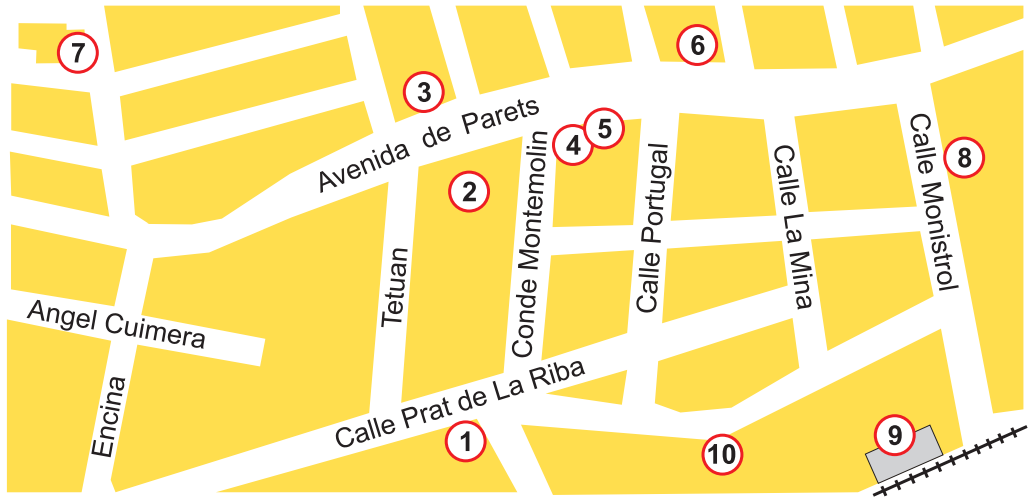 7
6
3
5
4
8
2
Avenida de Parets
Calle Monistrol
Calle La Mina
Calle Portugal
Conde Montemolin
Tetuan
Angel Cuimera
Encina
Calle Prat de La Riba
1
9
10